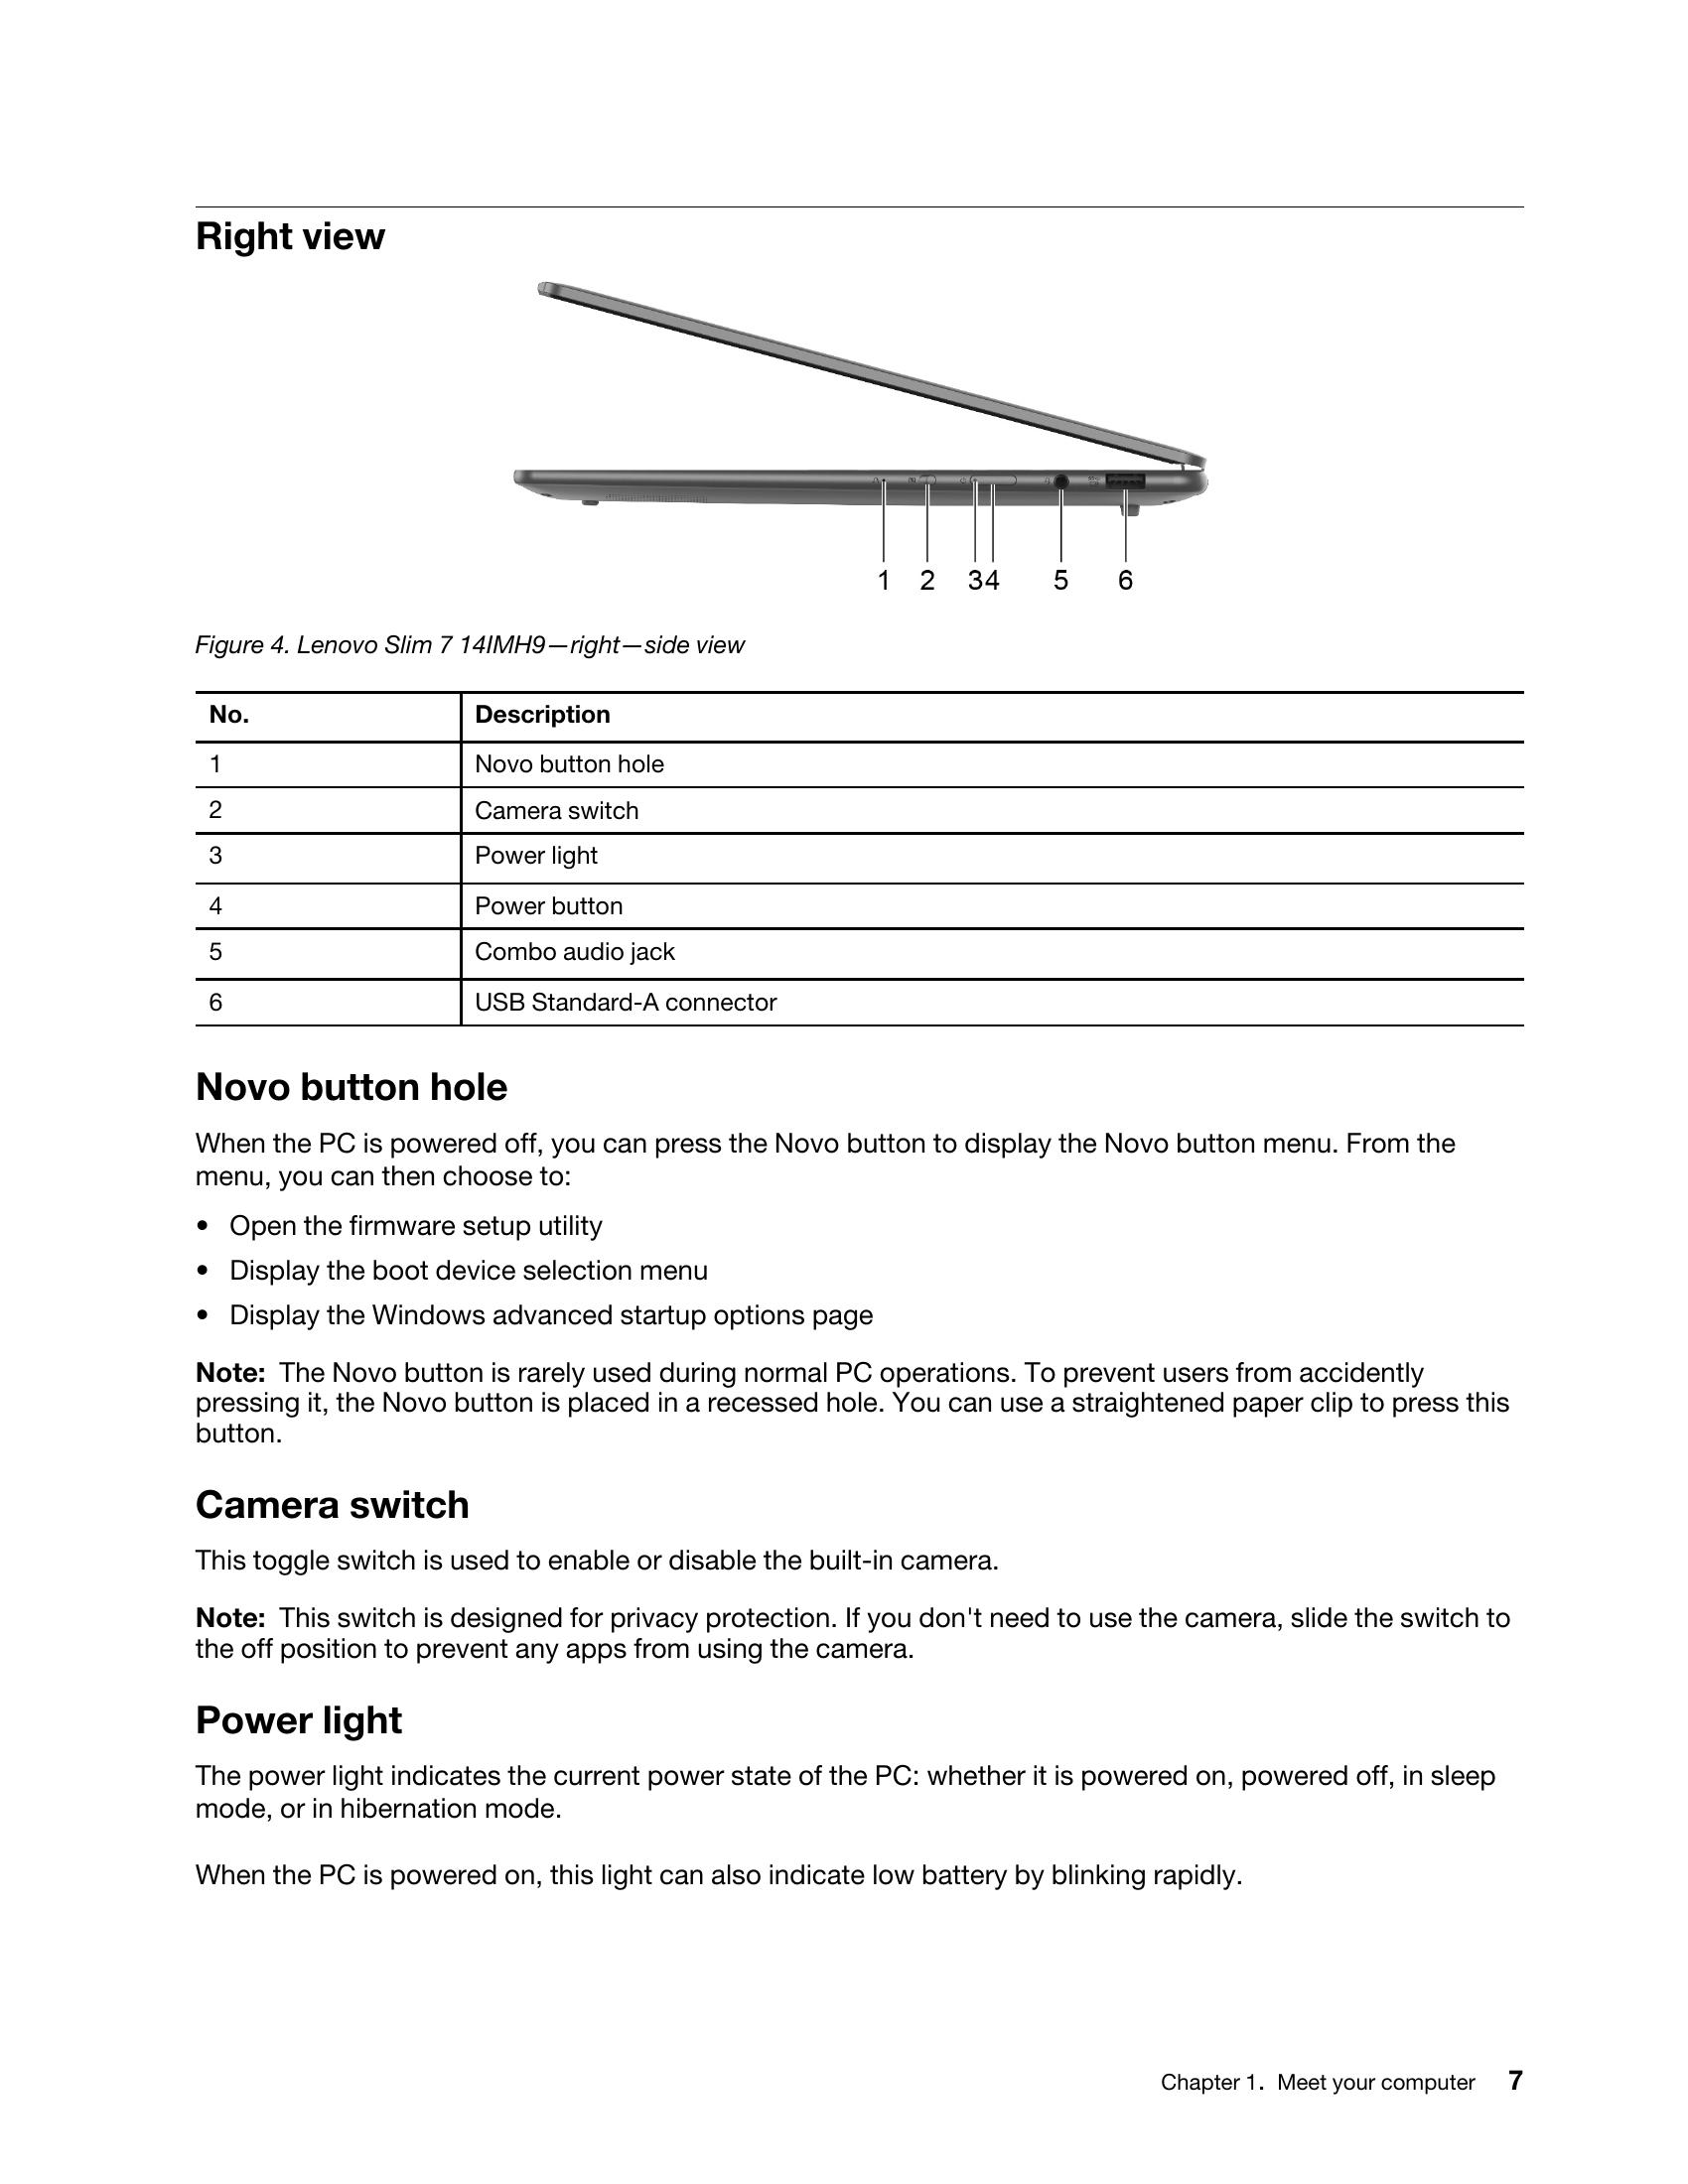 Right view
1 2 34 5 6
Figure 4. Lenovo Slim 7 14IMH9—right—side view
No. Description
1 Novo button hole
2 Camera switch
3 Power light
4 Power button
5 Combo audio jack
6 USB Standard-A connector
Novo button hole
When the PC is powered off, you can press the Novo button to display the Novo button menu. From the
menu, you can then choose to:
• Open the firmware setup utility
• Display the boot device selection menu
• Display the Windows advanced startup options page
Note: The Novo button is rarely used during normal PC operations. To prevent users from accidently
pressing it, the Novo button is placed in a recessed hole. You can use a straightened paper clip to press this
button.
Camera switch
This toggle switch is used to enable or disable the built-in camera.
Note: This switch is designed for privacy protection. If you don't need to use the camera, slide the switch to
the off position to prevent any apps from using the camera.
Power light
The power light indicates the current power state of the PC: whether it is powered on, powered off, in sleep
mode, or in hibernation mode.
When the PC is powered on, this light can also indicate low battery by blinking rapidly.
Chapter 1. Meet your computer 7